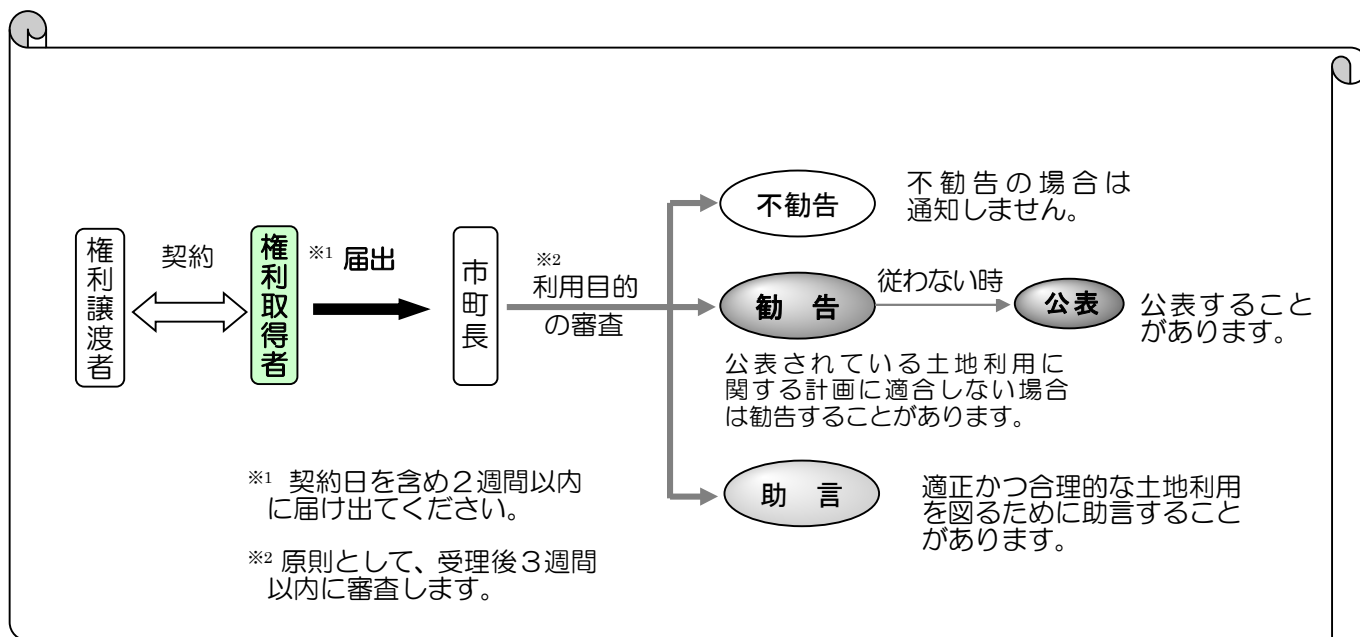 権利譲渡者
契約
権利取得者
※1 届出
市町長
※2
利用目的
の審査
不勧告
不勧告の場合は
通知しません。
勧 告
従わない時
公表
公表すること
があります。
公表されている土地利用に
関する計画に適合しない場合
は勧告することがあります。
助 言
適正かつ合理的な土地利用
を図るために助言すること
があります。
※1 契約日を含め２週間以内
に届け出てください。
※2 原則として、受理後３週間
以内に審査します。